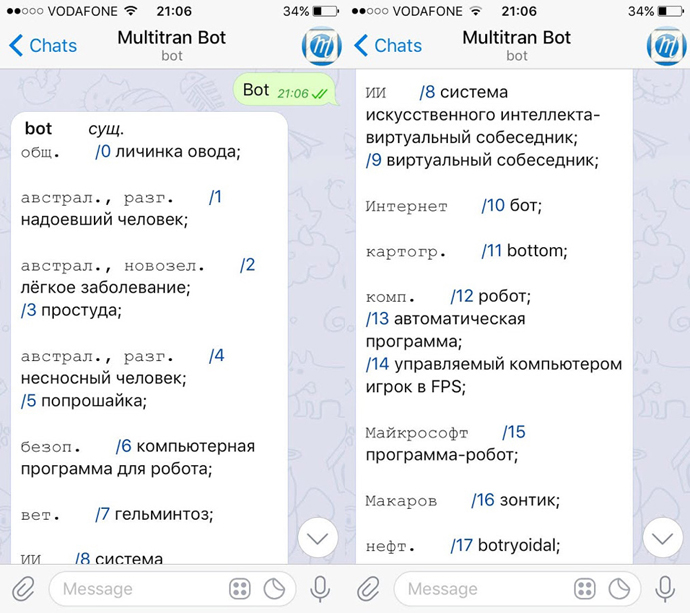 VODAFONE 21:06 34%
Chats Multitran Bot
bot
Bot 21:06
bot сущ.
общ. /0 личинка овода;
австрал., разг. /1
надоевший человек;
австрал., новозел. /2
лёгкое заболевание;
/3 простуда;
австрал., разг. /4
несносный человек;
/5 попрошайка;
безоп. /6 компьютерная
программа для робота;
вет. /7 гельминтоз;
ИИ /8 система
Message
VODAFONE 21:06 34%
Chats Multitran Bot
bot
ИИ /8 система
искусственного интеллекта-
виртуальный собеседник;
/9 виртуальный собеседник;
Интернет /10 бот;
картогр. /11 bottom;
комп. /12 робот;
/13 автоматическая
программа;
/14 управляемый компьютером
игрок в FPS;
Майкрософт /15
программа-робот;
Макаров /16 зонтик;
нефт. /17 botryoidal;
Message